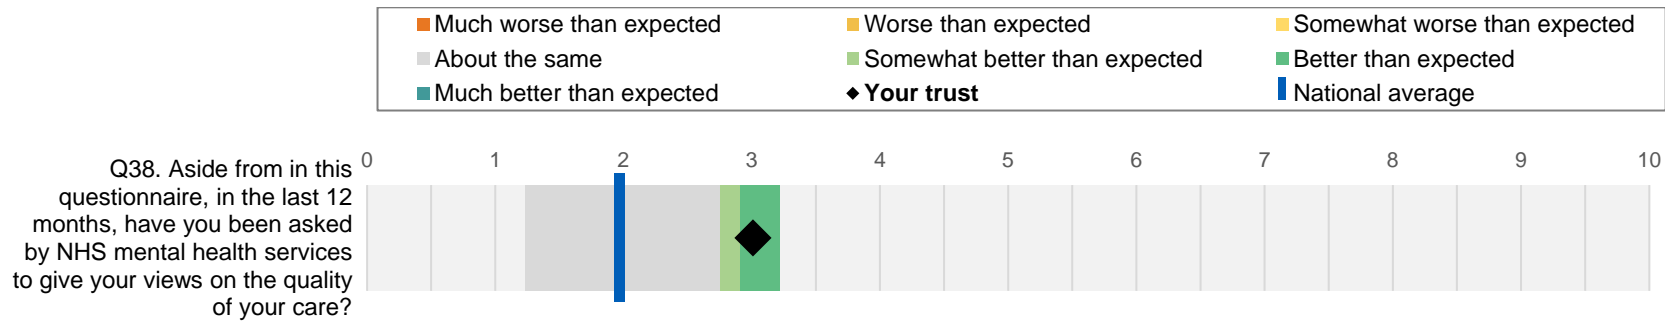 Much worse than expected
Worse than expected
Somewhat worse than expected
About the same
Somewhat better than expected
Better than expected
Much better than expected
Your trust
National average
0 1 2 3 4 5 6 7 8 9 10
Q38. Aside from in this
questionnaire, in the last 12
months, have you been asked
by NHS mental health services
to give your views on the quality
of your care?